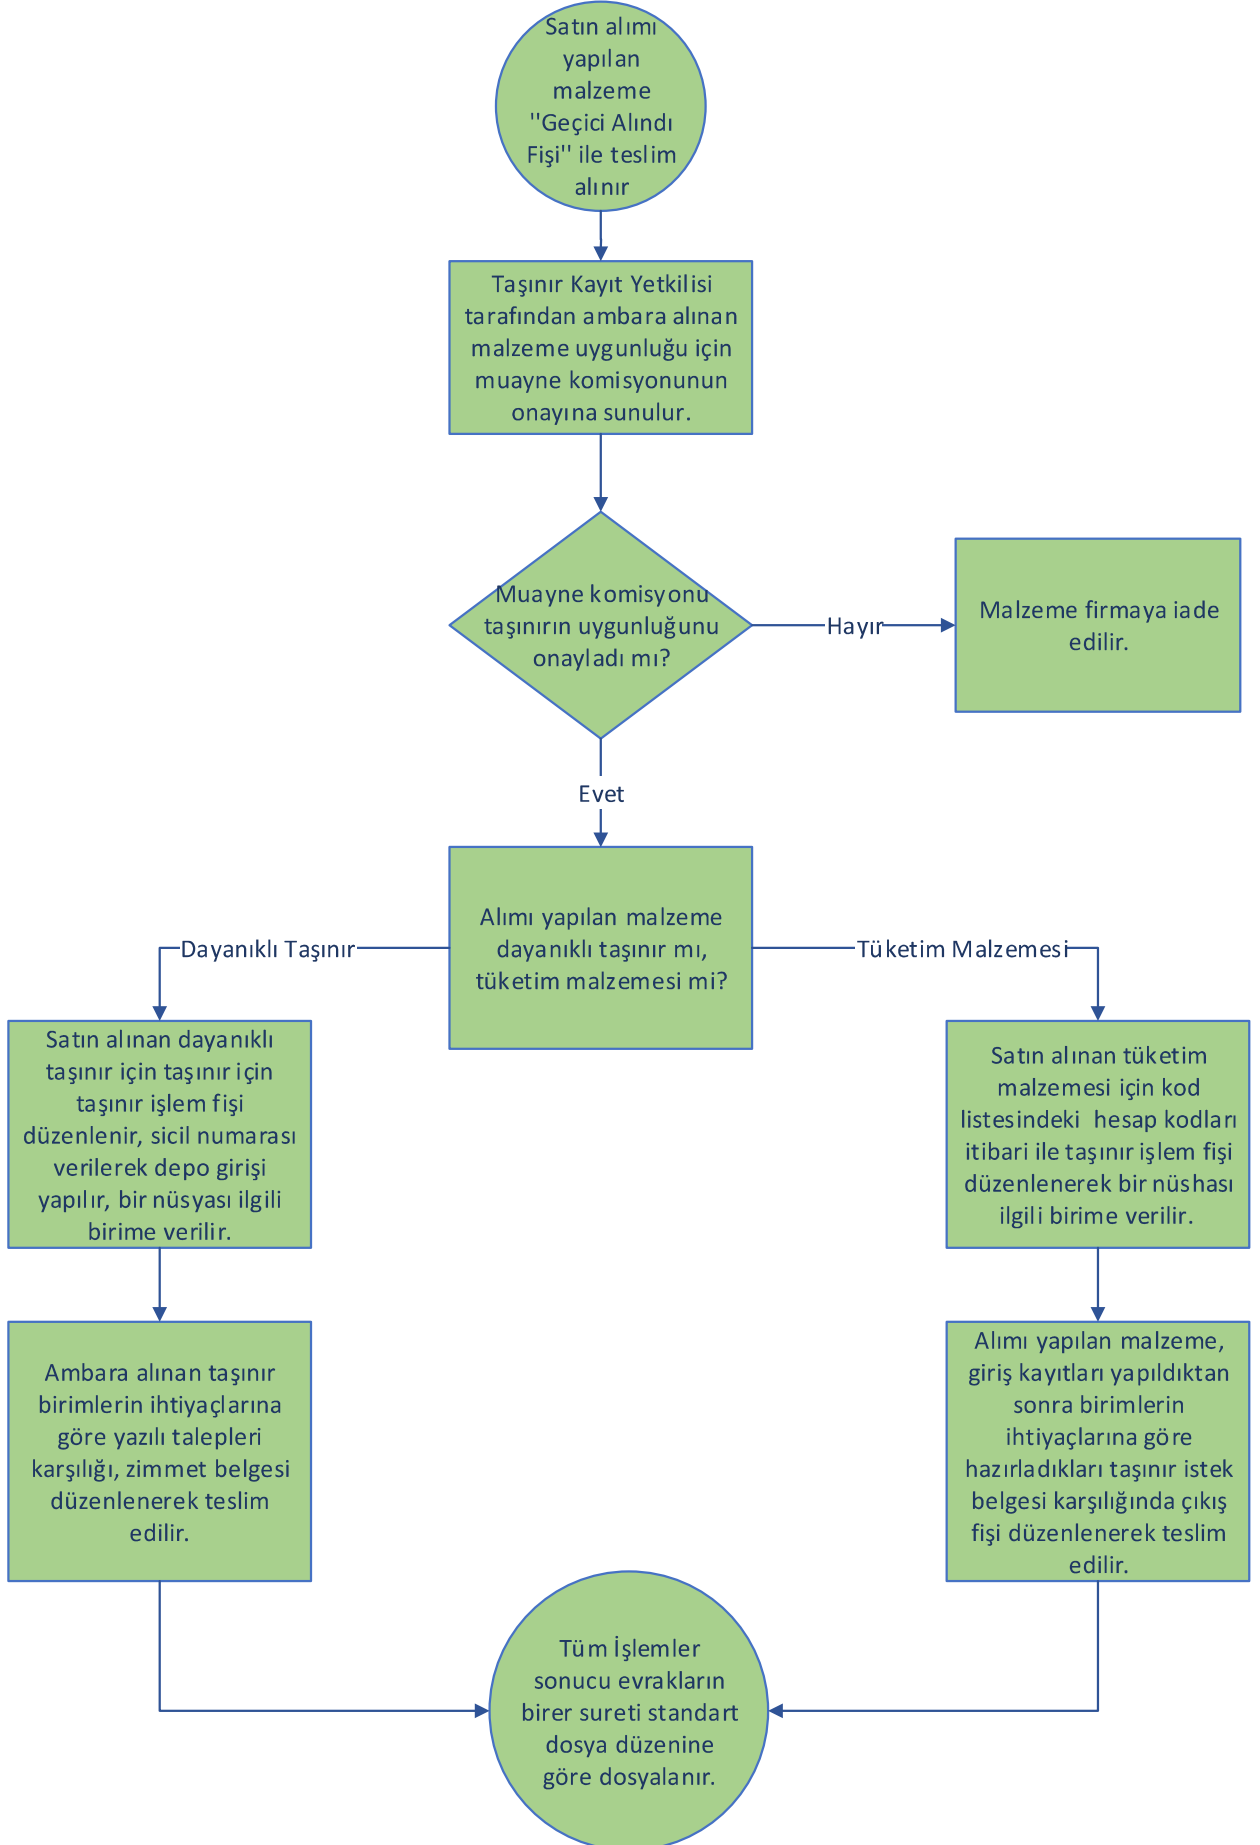 Satın alımı
yapılan
malzeme
"Geçici Alındı
Fişi" ile teslim
alınır
Taşınır Kayıt Yetkilisi
tarafından ambara alınan
malzeme uygunluğu için
muayne komisyonunun
onayına sunulur.
Muayne komisyonu
taşınırın uygunluğunu
onayladı mı?
Hayır
Malzeme firmaya iade
edilir.
Evet
Alımı yapılan malzeme
dayanıklı taşınır mı,
tüketim malzemesi mi?
Dayanıklı Taşınır
Tüketim Malzemesi
Satın alınan dayanıklı
taşınır için taşınır için
taşınır işlem fişi
düzenlenir, sicil numarası
verilerek depo girişi
yapılır, bir nüsyası ilgili
birime verilir.
Satın alınan tüketim
malzemesi için kod
listesindeki hesap kodları
itibari ile taşınır işlem fişi
düzenlenerek bir nüshası
ilgili birime verilir.
Ambara alınan taşınır
birimlerin ihtiyaçlarına
göre yazılı talepleri
karşılığı, zimmet belgesi
düzenlenerek teslim
edilir.
Alımı yapılan malzeme,
giriş kayıtları yapıldıktan
sonra birimlerin
ihtiyaçlarına göre
hazırladıkları taşınır istek
belgesi karşılığında çıkış
fişi düzenlenerek teslim
edilir.
Tüm İşlemler
sonucu evrakların
birer sureti standart
dosya düzenine
göre dosyalanır.